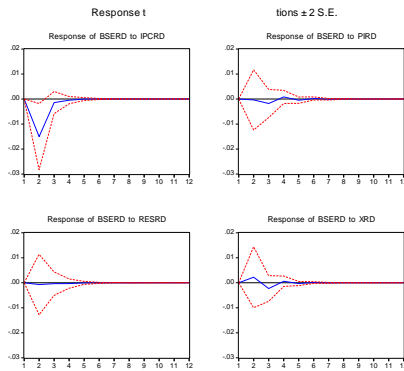 Response t tions ± 2 S.E.
Response of BSERD to IPCRD
.02
.01
.00
-.01
-.02
-.03
1 2 3 4 5 6 7 8 9 10 11 12
Response of BSERD to PIRD
.02
.01
.00
-.01
-.02
-.03
1 2 3 4 5 6 7 8 9 10 11 1
Response of BSERD to RESRD
.02
.01
.00
-.01
-.02
-.03
1 2 3 4 5 6 7 8 9 10 11 12
Response of BSERD to XRD
.02
.01
.00
-.01
-.02
-.03
1 2 3 4 5 6 7 8 9 10 11 1